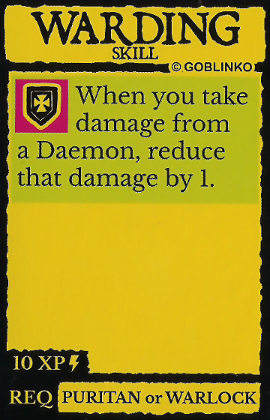 WARDING
SKILL
© GOBLINKO
When you take
damage from
a Daemon, reduce
that damage by 1.
10 XP
REQ PURITAN or WARLOCK